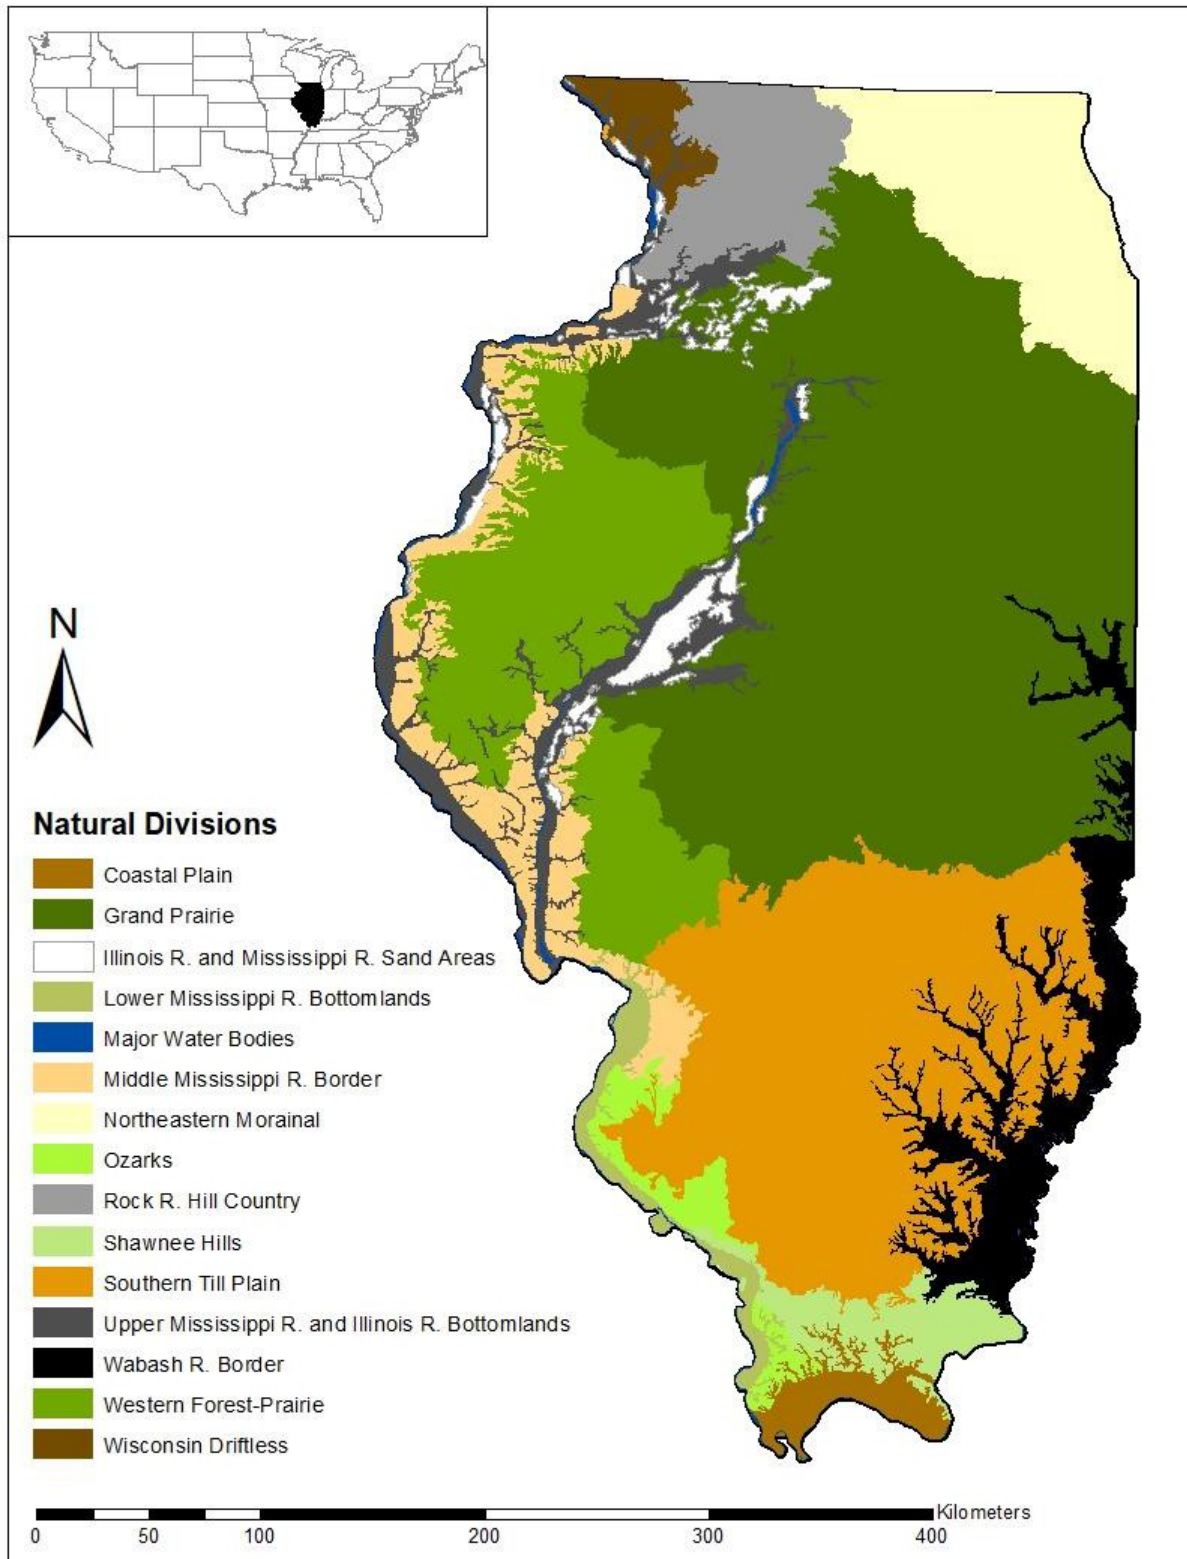 N
Natural Divisions
Coastal Plain
Grand Prairie
Illinois R. and Mississippi R. Sand Areas
Lower Mississippi R. Bottomlands
Major Water Bodies
Middle Mississippi R. Border
Northeastern Morainal
Ozarks
Rock R. Hill Country
Shawnee Hills
Southern Till Plain
Upper Mississippi R. and Illinois R. Bottomlands
Wabash R. Border
Western Forest-Prairie
Wisconsin Driftless
Kilometers
0 50 100 200 300 400